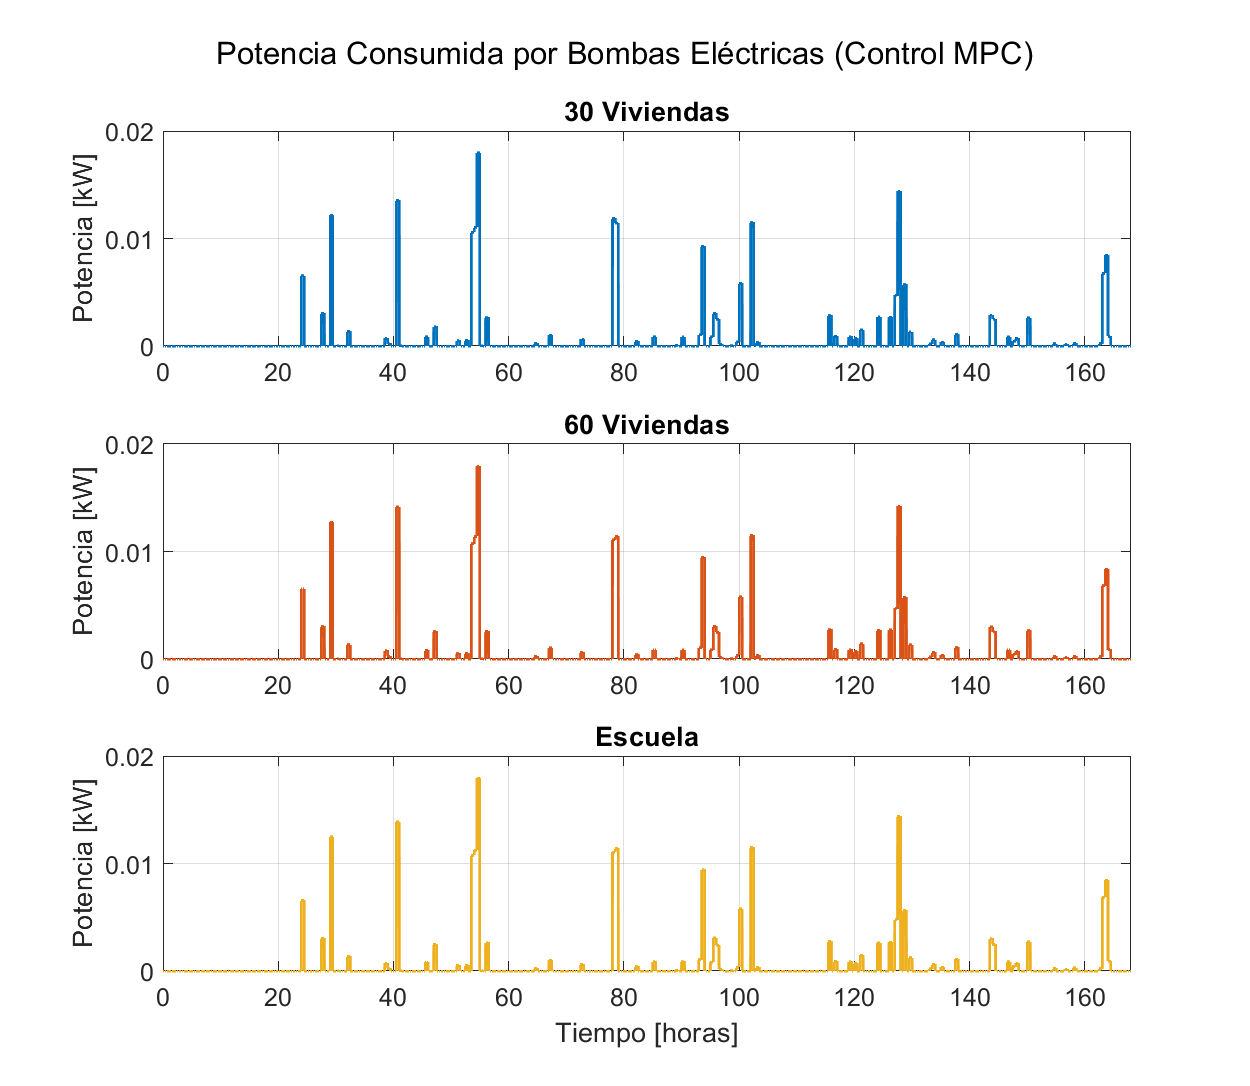 Potencia Consumida por Bombas Eléctricas (Control MPC)
30 Viviendas
Potencia [kW]
0.02
0.01
0
0 20 40 60 80 100 120 140 160
60 Viviendas
Potencia [kW]
0.02
0.01
0
0 20 40 60 80 100 120 140 160
Escuela
Potencia [kW]
0.02
0.01
0
0 20 40 60 80 100 120 140 160
Tiempo [horas]